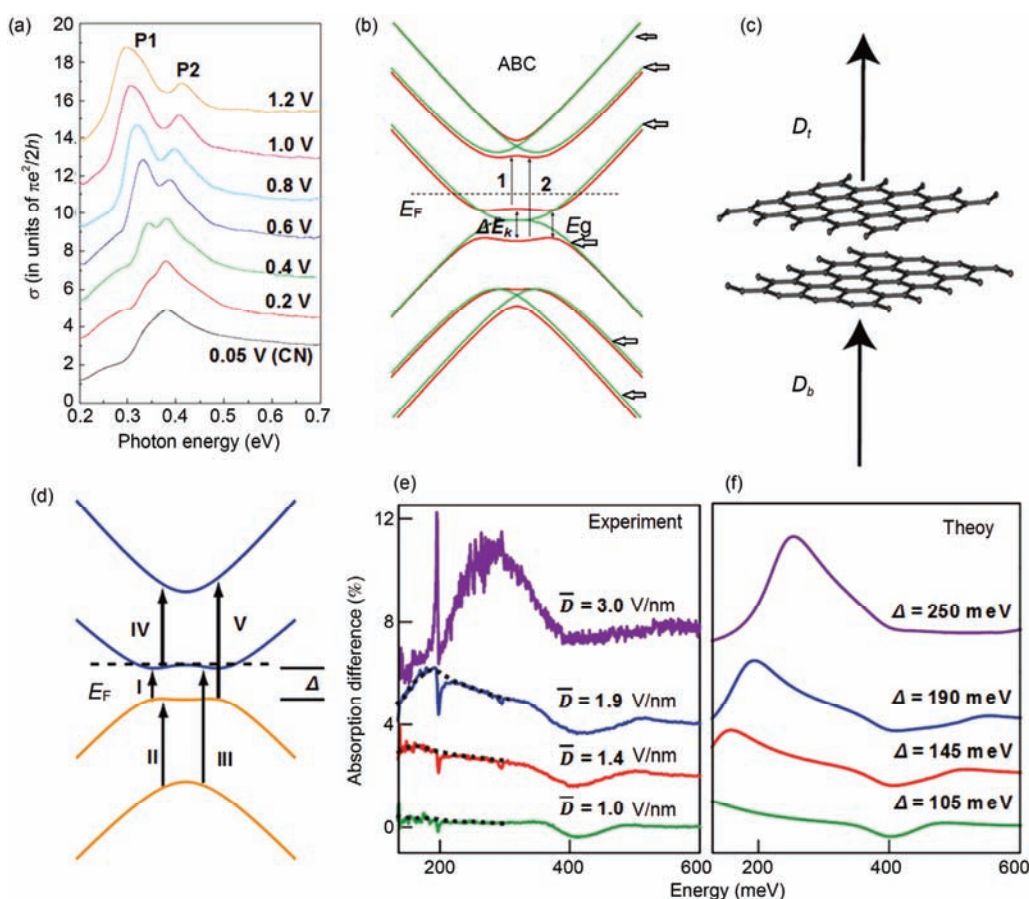 (a)
σ (in units of πe²/2h)
20
18
16
14
12
10
8
6
4
2
0
P1
P2
1.2 V
1.0 V
0.8 V
0.6 V
0.4 V
0.2 V
0.05 V (CN)
0.2 0.3 0.4 0.5 0.6 0.7
Photon energy (eV)
(b)
ABC
1 2
E_F
ΔE_k
Eg
(c)
D_t
D_b
(d)
IV
V
E_F
I
Δ
II
III
(e)
Absorption difference (%)
12
8
4
0
Experiment
D̅ = 3.0 V/nm
D̅ = 1.9 V/nm
D̅ = 1.4 V/nm
D̅ = 1.0 V/nm
200 400 600
(f)
Theoy
Δ = 250 meV
Δ = 190 meV
Δ = 145 meV
Δ = 105 meV
200 400 600
Energy (meV)